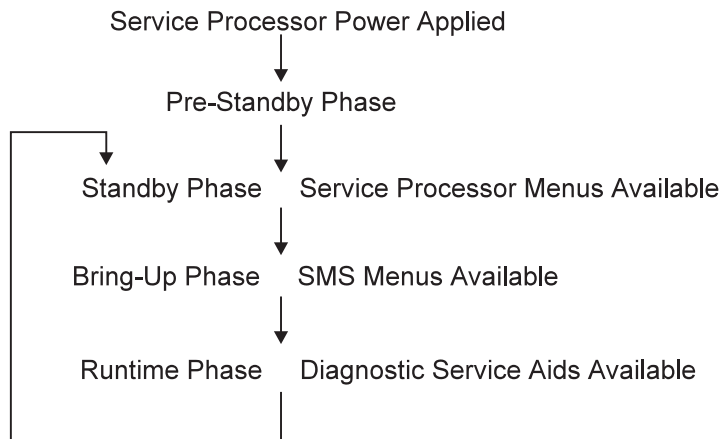 Service Processor Power Applied
Pre-Standby Phase
Standby Phase Service Processor Menus Available
Bring-Up Phase SMS Menus Available
Runtime Phase Diagnostic Service Aids Available